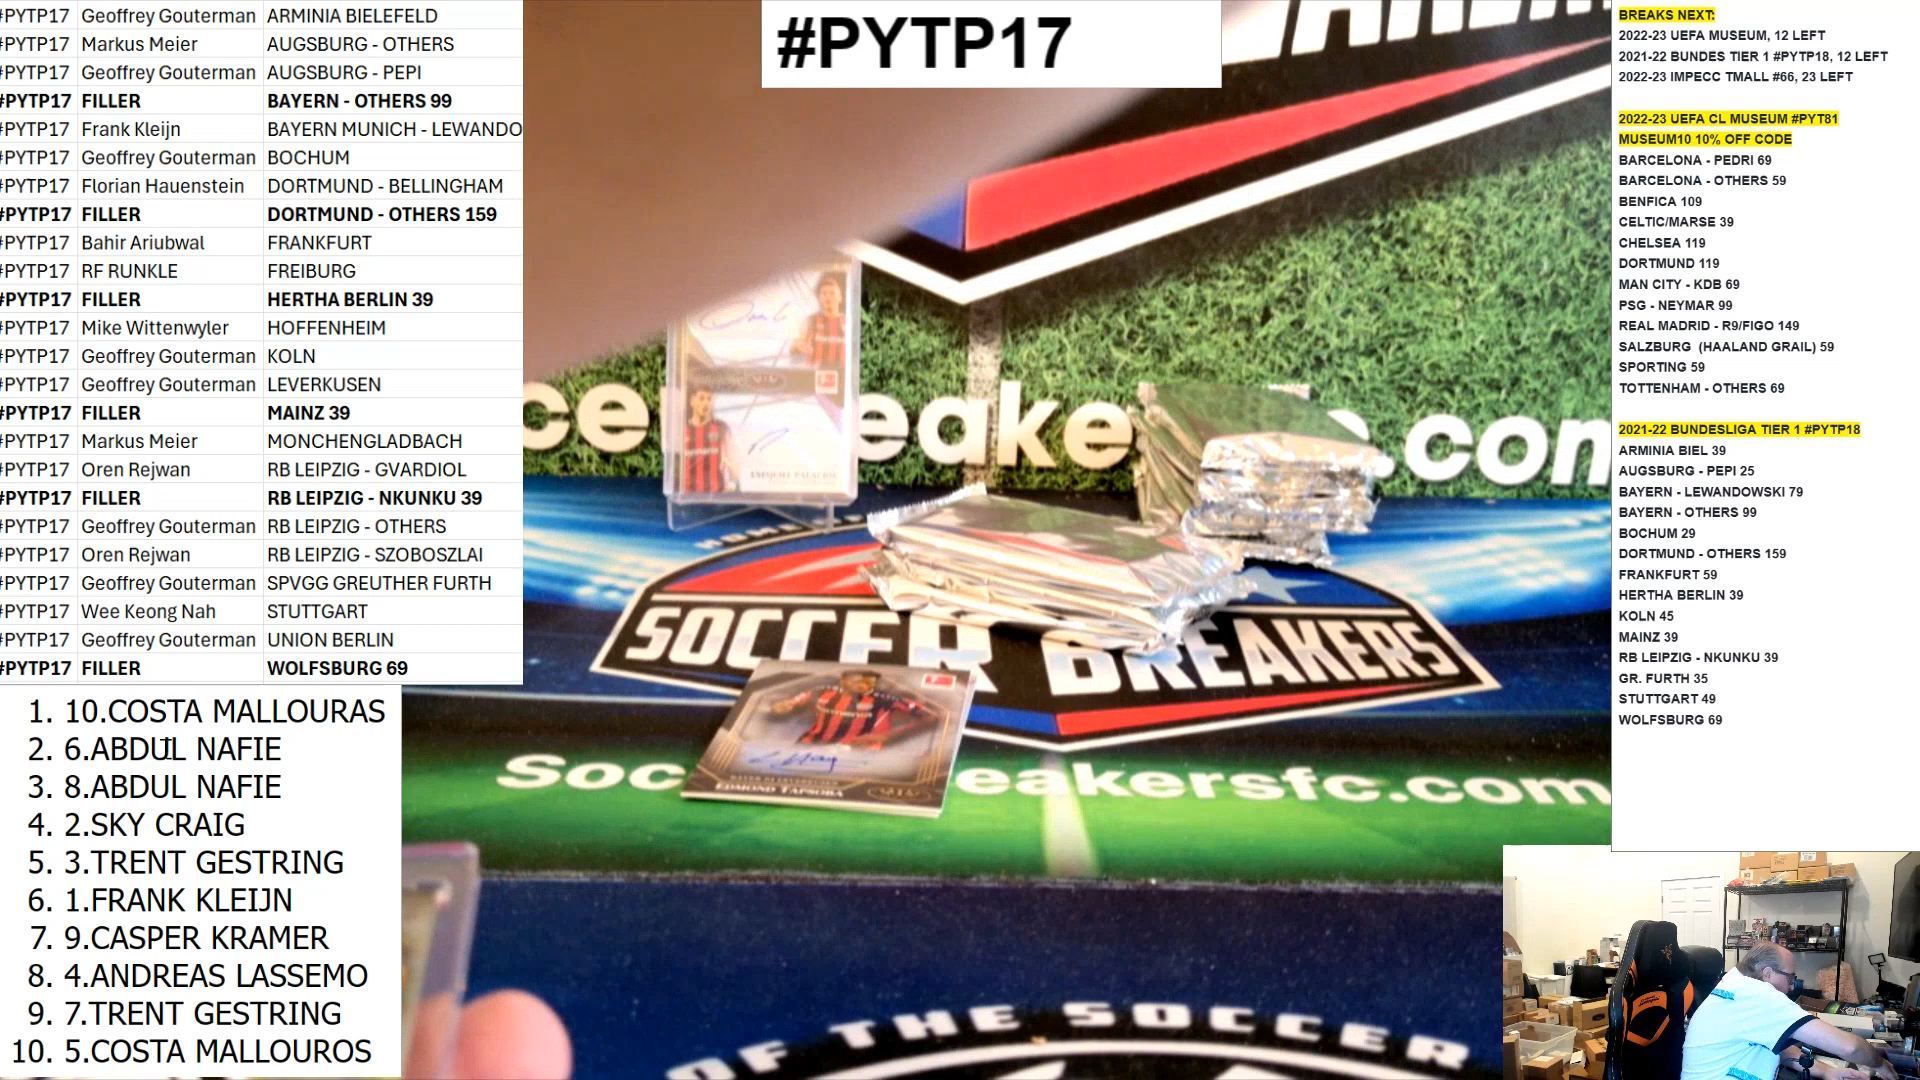 #PYTP17 Geoffrey Gouterman ARMINIA BIELEFELD
#PYTP17 Markus Meier AUGSBURG - OTHERS
#PYTP17 Geoffrey Gouterman AUGSBURG - PEPI
#PYTP17 FILLER BAYERN - OTHERS 99
#PYTP17 Frank Kleijn BAYERN MUNICH - LEWANDO
#PYTP17 Geoffrey Gouterman BOCHUM
#PYTP17 Florian Hauenstein DORTMUND - BELLINGHAM
#PYTP17 FILLER DORTMUND - OTHERS 159
#PYTP17 Bahir Ariubwal FRANKFURT
#PYTP17 RF RUNKLE FREIBURG
#PYTP17 FILLER HERTHA BERLIN 39
#PYTP17 Mike Wittenwyler HOFFENHEIM
#PYTP17 Geoffrey Gouterman KOLN
#PYTP17 Geoffrey Gouterman LEVERKUSEN
#PYTP17 FILLER MAINZ 39
#PYTP17 Markus Meier MONCHENGLADBACH
#PYTP17 Oren Rejwan RB LEIPZIG - GVARDIOL
#PYTP17 FILLER RB LEIPZIG - NKUNKU 39
#PYTP17 Geoffrey Gouterman RB LEIPZIG - OTHERS
#PYTP17 Oren Rejwan RB LEIPZIG - SZOBOSZLAI
#PYTP17 Geoffrey Gouterman SPVGG GREUTHER FURTH
#PYTP17 Wee Keong Nah STUTTGART
#PYTP17 Geoffrey Gouterman UNION BERLIN
#PYTP17 FILLER WOLFSBURG 69
1. 10.COSTA MALLOURAS
2. 6.ABDUL NAFIE
3. 8.ABDUL NAFIE
4. 2.SKY CRAIG
5. 3.TRENT GESTRING
6. 1.FRANK KLEIJN
7. 9.CASPER KRAMER
8. 4.ANDREAS LASSEMO
9. 7.TRENT GESTRING
10. 5.COSTA MALLOUROS
#PYTP17
SOCCER BREAKERS
EDMOND TAPSOBA
akersfc.com
OF THE SOCCER
BREAKS NEXT:
2022-23 UEFA MUSEUM, 12 LEFT
2021-22 BUNDES TIER 1 #PYTP18, 12 LEFT
2022-23 IMPECC TMALL #66, 23 LEFT
2022-23 UEFA CL MUSEUM #PYT81
MUSEUM10 10% OFF CODE
BARCELONA - PEDRI 69
BARCELONA - OTHERS 59
BENFICA 109
CELTIC/MARSE 39
CHELSEA 119
DORTMUND 119
MAN CITY - KDB 69
PSG - NEYMAR 99
REAL MADRID - R9/FIGO 149
SALZBURG (HAALAND GRAIL) 59
SPORTING 59
TOTTENHAM - OTHERS 69
2021-22 BUNDESLIGA TIER 1 #PYTP18
ARMINIA BIEL 39
AUGSBURG - PEPI 25
BAYERN - LEWANDOWSKI 79
BAYERN - OTHERS 99
BOCHUM 29
DORTMUND - OTHERS 159
FRANKFURT 59
HERTHA BERLIN 39
KOLN 45
MAINZ 39
RB LEIPZIG - NKUNKU 39
GR. FURTH 35
STUTTGART 49
WOLFSBURG 69